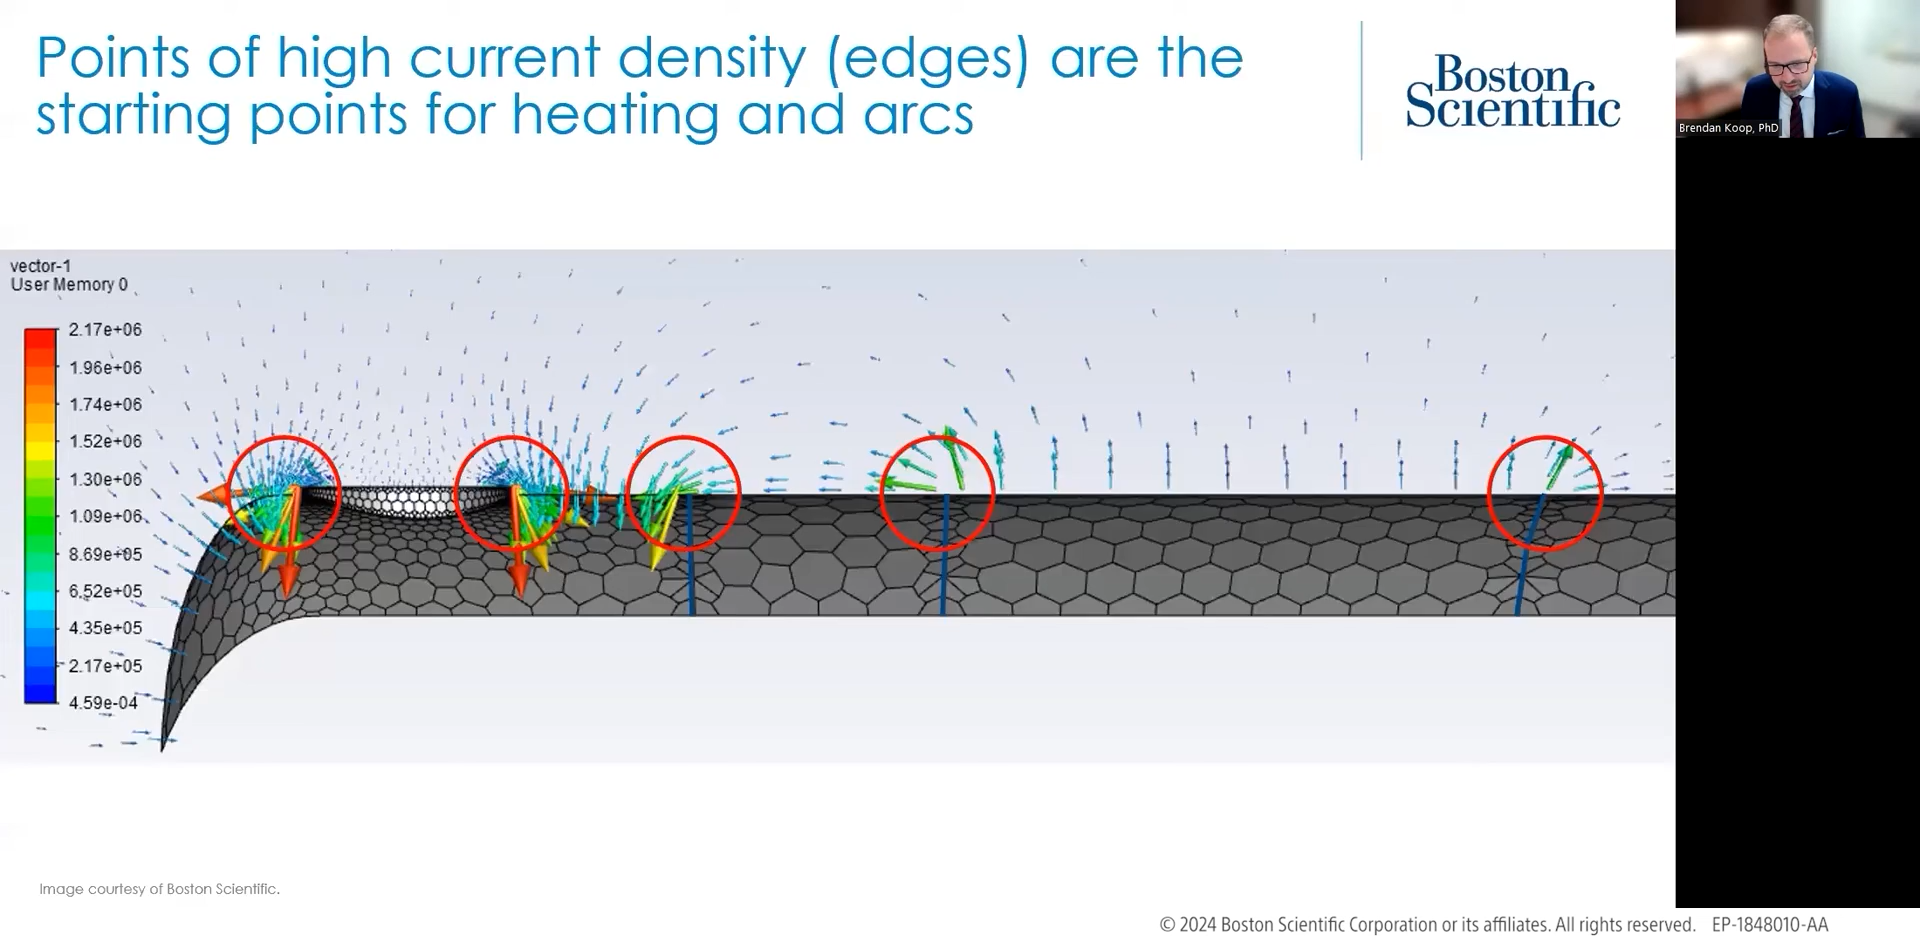 Points of high current density (edges) are the
starting points for heating and arcs
Boston
Scientific
Brendan Koop, PhD
vector-1
User Memory 0
2.17e+06
1.96e+06
1.74e+06
1.52e+06
1.30e+06
1.09e+06
8.69e+05
6.52e+05
4.35e+05
2.17e+05
4.59e-04
Image courtesy of Boston Scientific.
© 2024 Boston Scientific Corporation or its affiliates. All rights reserved. EP-1848010-AA